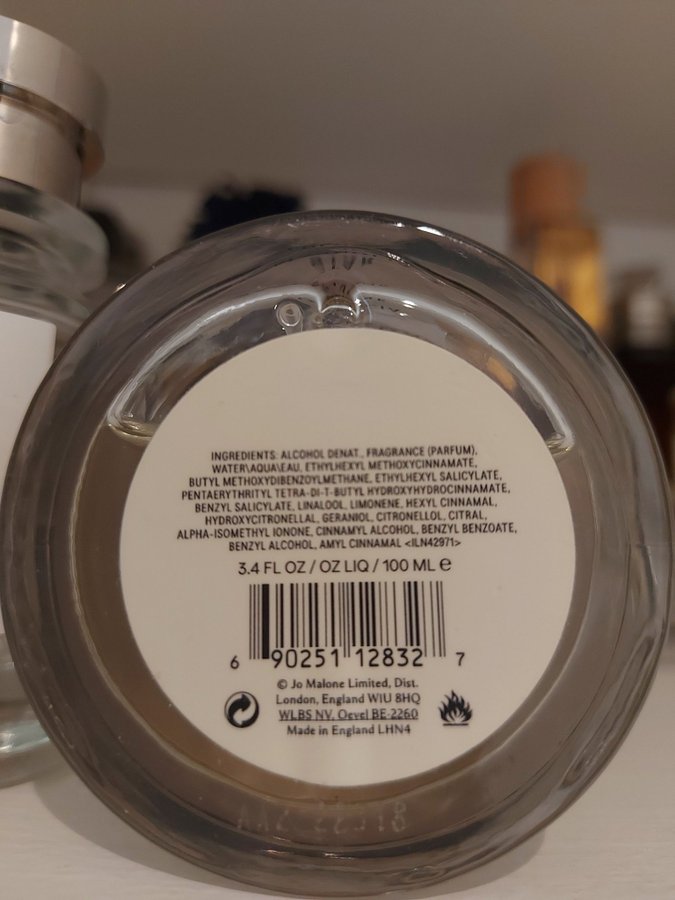 INGREDIENTS: ALCOHOL DENAT., FRAGRANCE (PARFUM),
WATER\AQUA\EAU, ETHYLHEXYL METHOXYCINNAMATE,
BUTYL METHOXYDIBENZOYLMETHANE, ETHYLHEXYL SALICYLATE,
PENTAERYTHRITYL TETRA-DI-T-BUTYL HYDROXYHYDROCINNAMATE,
BENZYL SALICYLATE, LINALOOL, LIMONENE, HEXYL CINNAMAL,
HYDROXYCITRONELLAL, GERANIOL, CITRONELLOL, CITRAL,
ALPHA-ISOMETHYL IONONE, CINNAMYL ALCOHOL, BENZYL BENZOATE,
BENZYL ALCOHOL, AMYL CINNAMAL <ILN42971>
3.4 FL OZ / OZ LIQ / 100 ML ℮
6 90251 12832 7
© Jo Malone Limited, Dist.
London, England W1U 8HQ
WLBS NV, Oevel BE-2260
Made in England LHN4